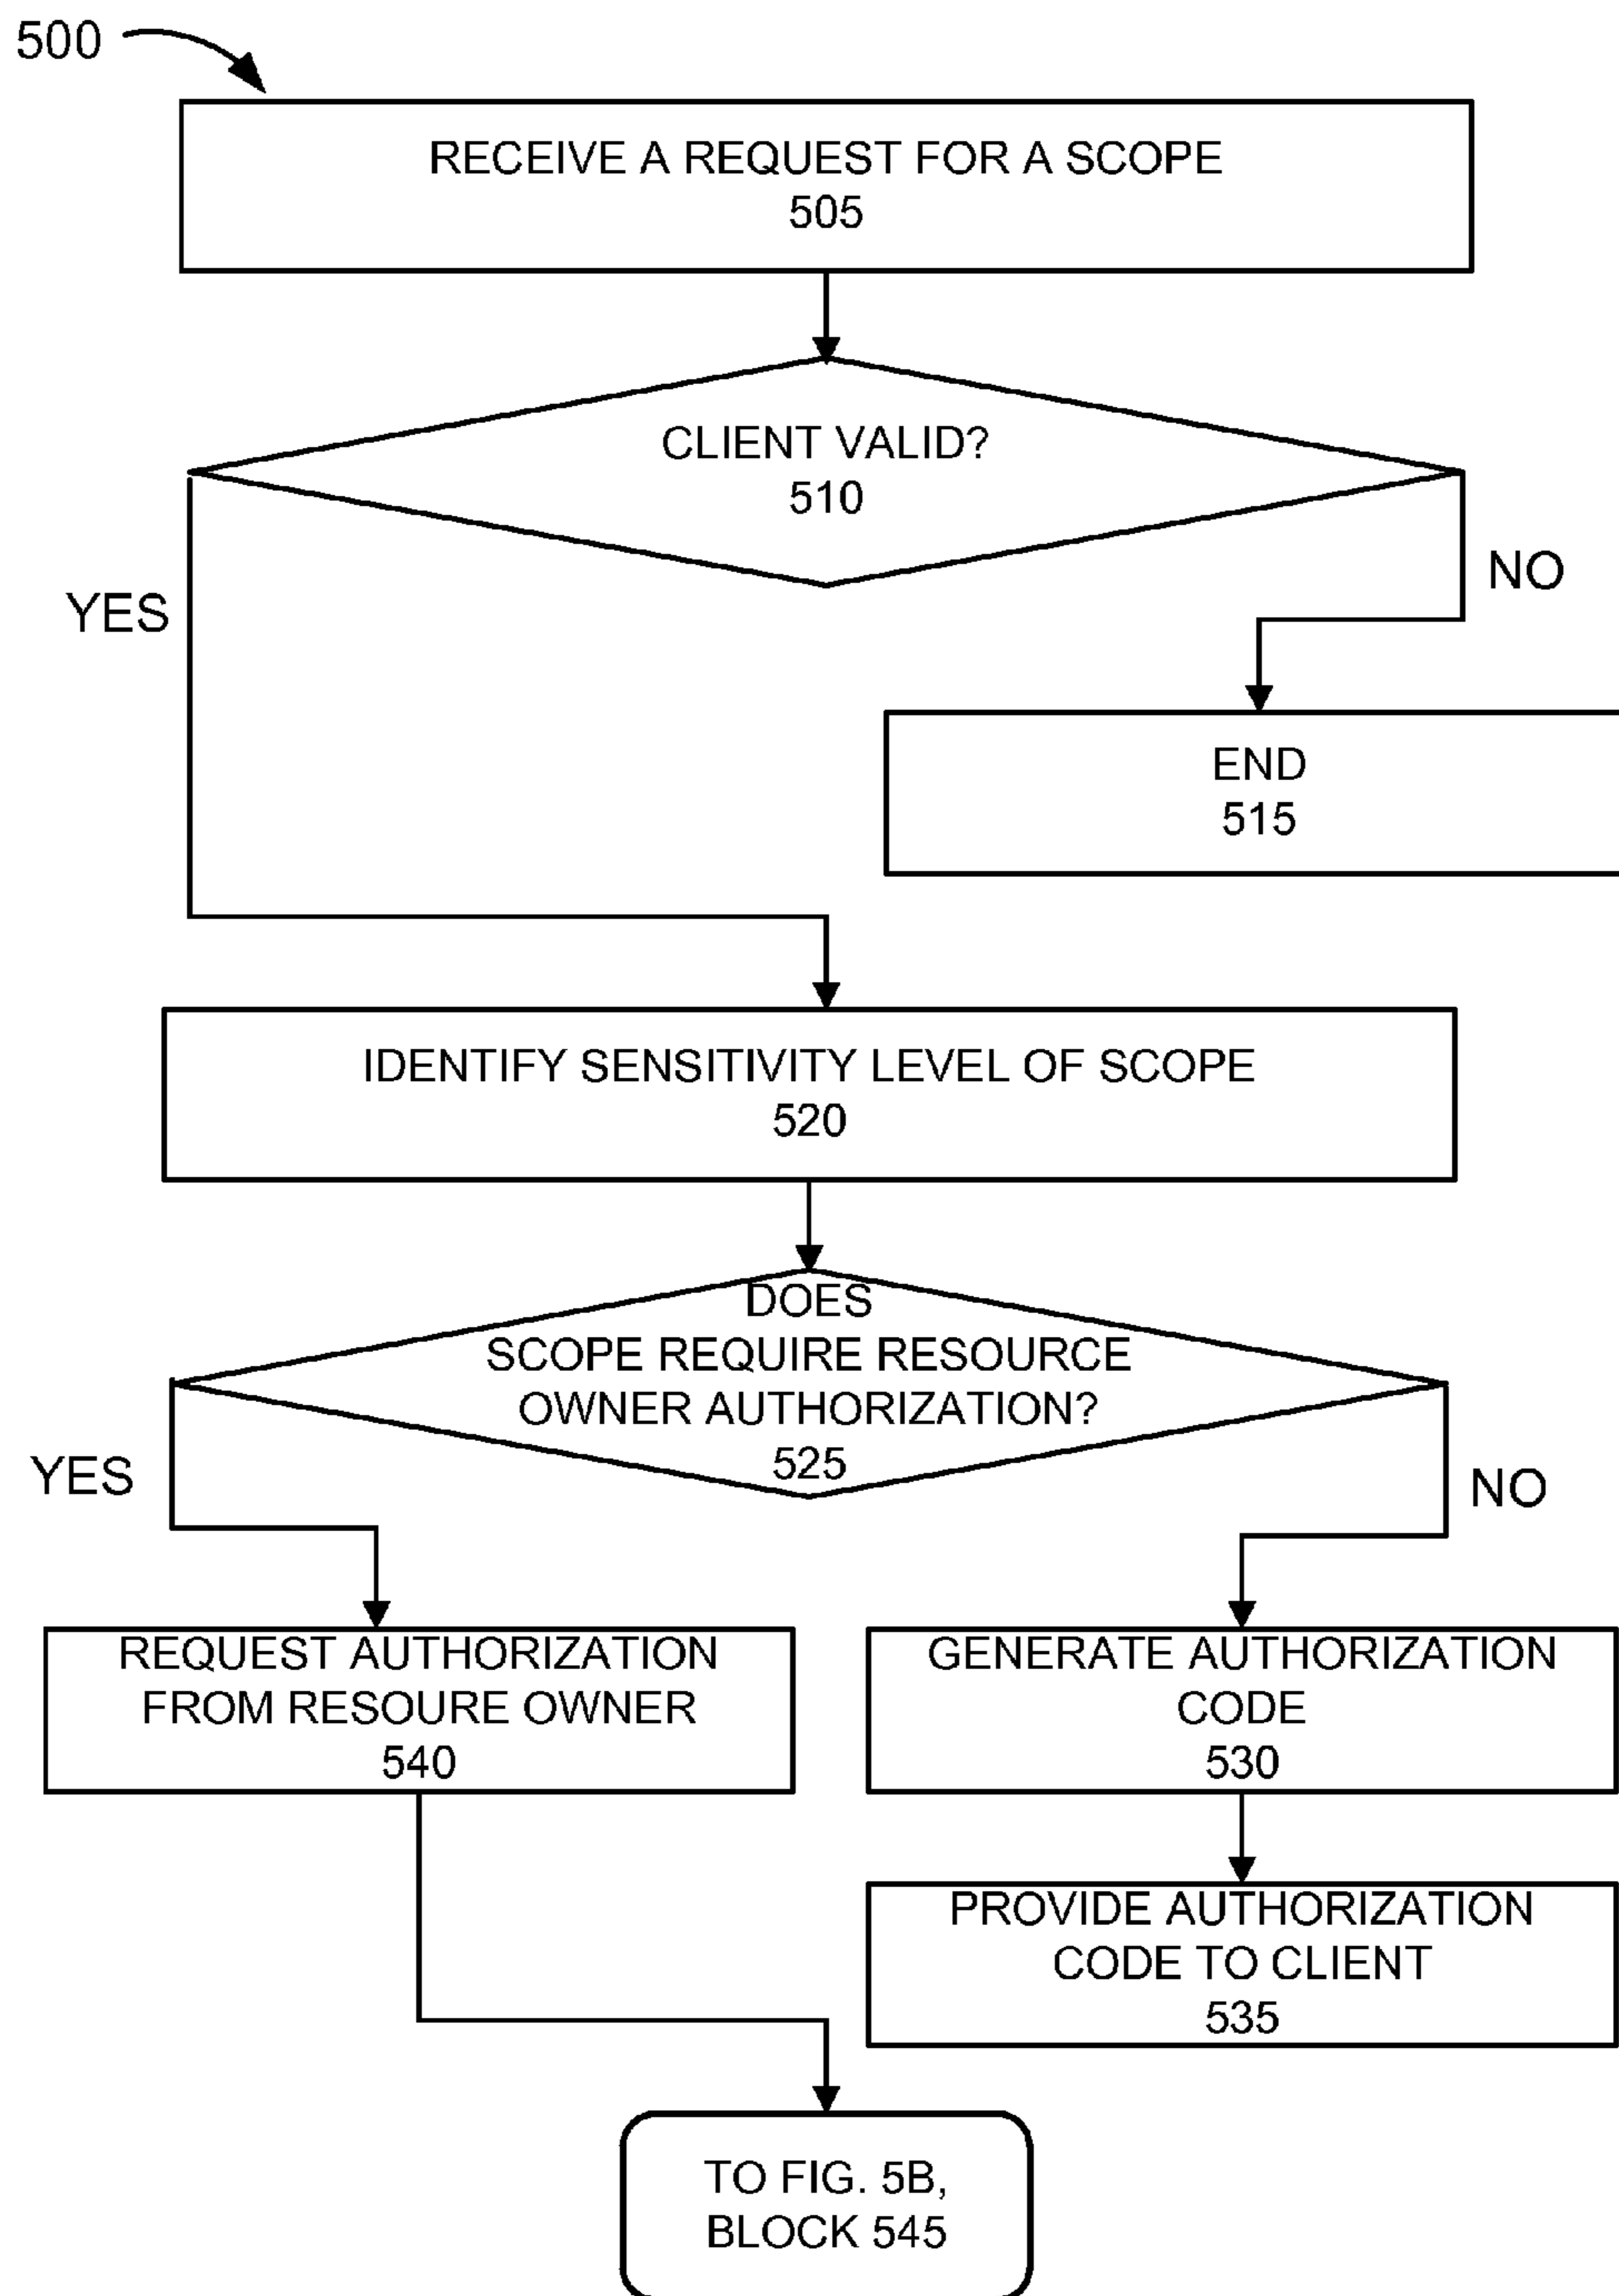 500
RECEIVE A REQUEST FOR A SCOPE
505
CLIENT VALID?
510
YES
NO
END
515
IDENTIFY SENSITIVITY LEVEL OF SCOPE
520
DOES
SCOPE REQUIRE RESOURCE
OWNER AUTHORIZATION?
525
YES
NO
REQUEST AUTHORIZATION
FROM RESOURE OWNER
540
GENERATE AUTHORIZATION
CODE
530
PROVIDE AUTHORIZATION
CODE TO CLIENT
535
TO FIG. 5B,
BLOCK 545